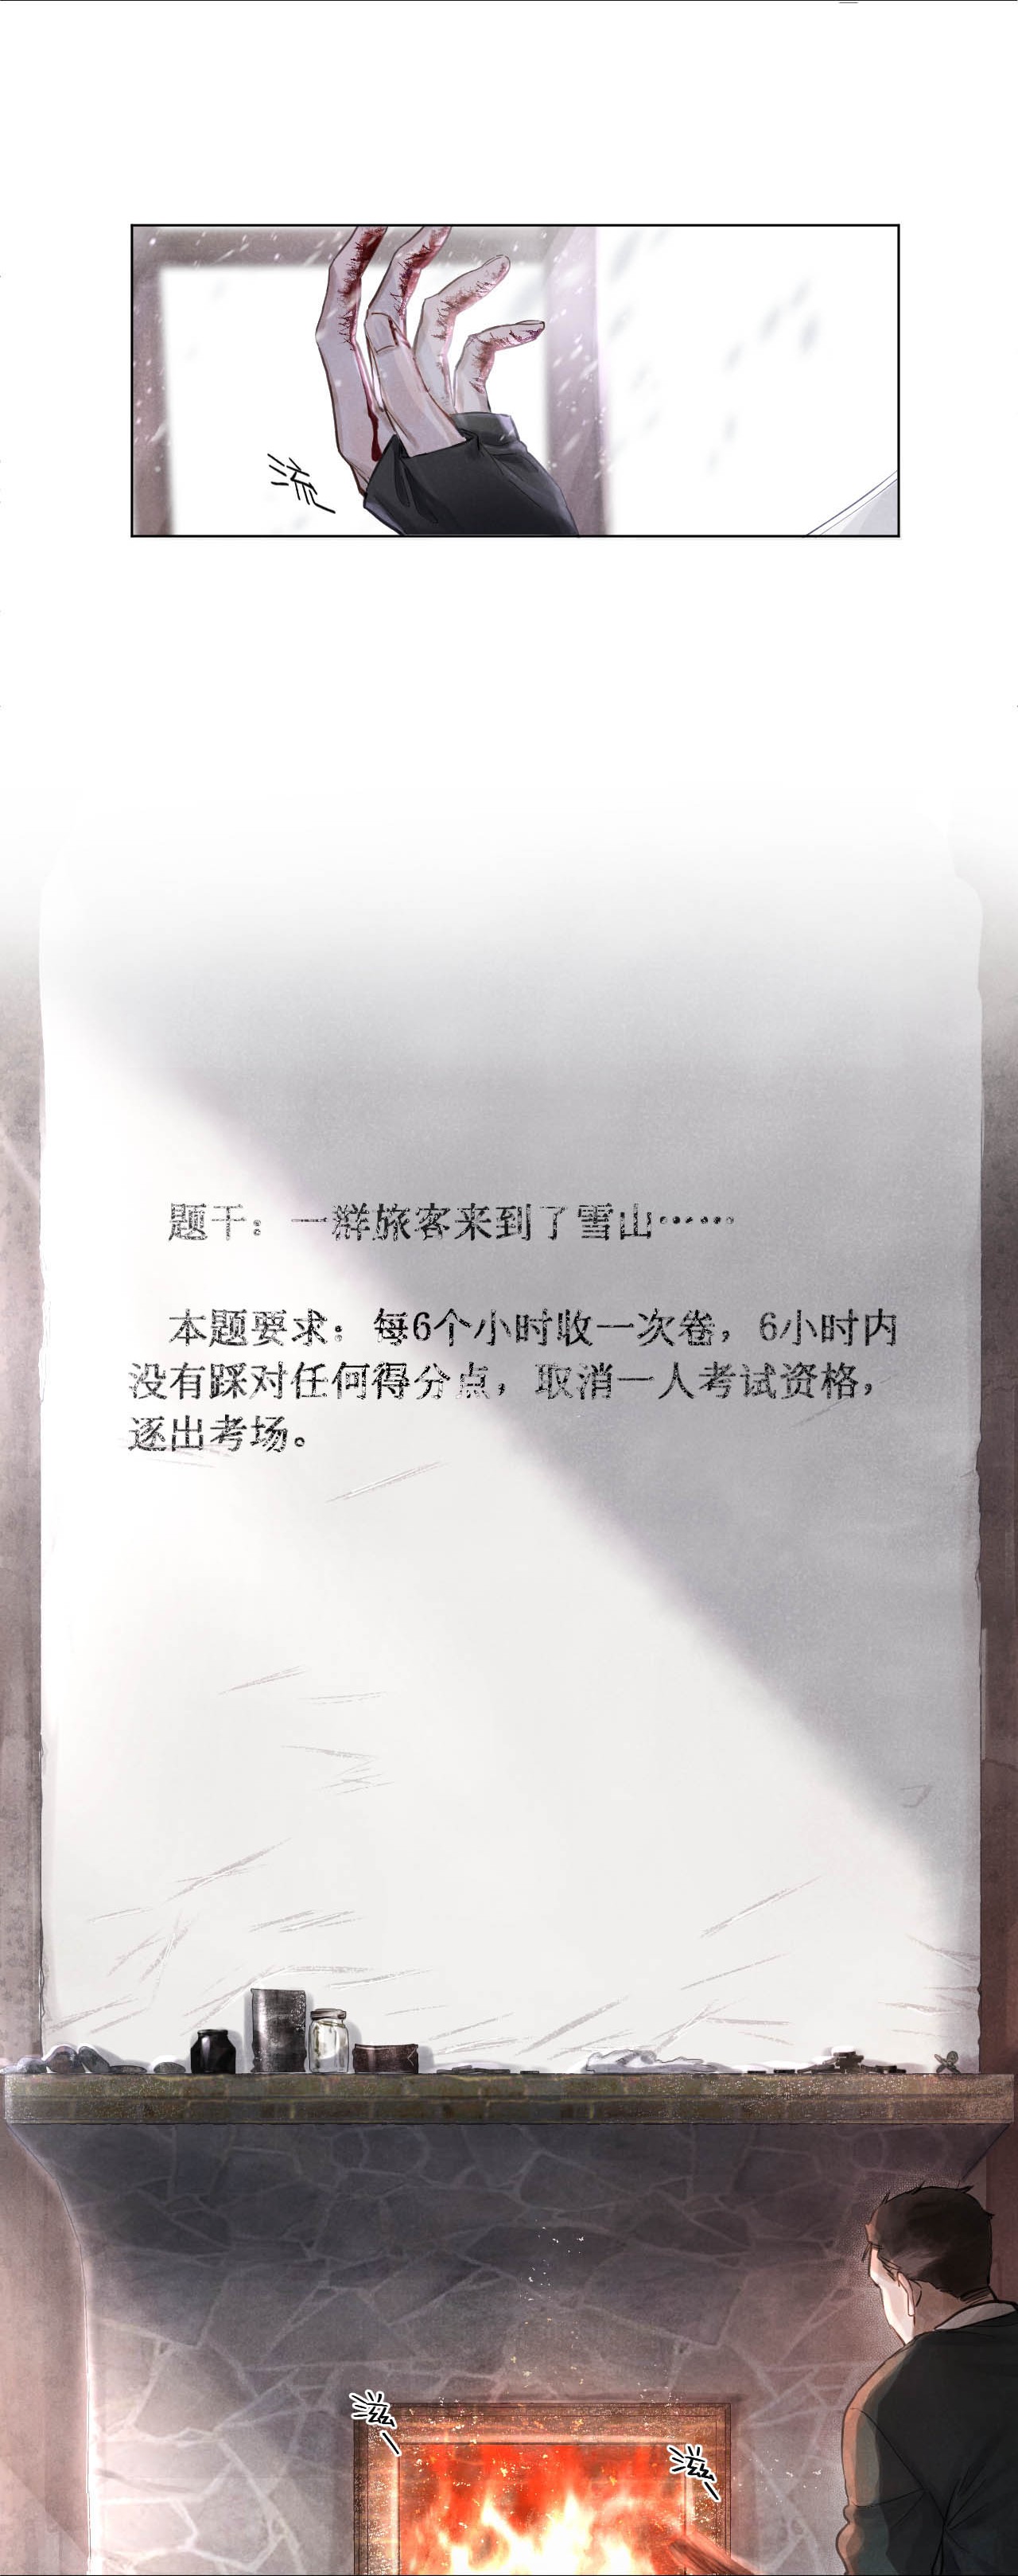 流
题干：一群旅客来到了雪山……
本题要求：每6个小时收一次卷，6小时内
没有踩对任何得分点，取消一人考试资格，
逐出考场。
滋
滋